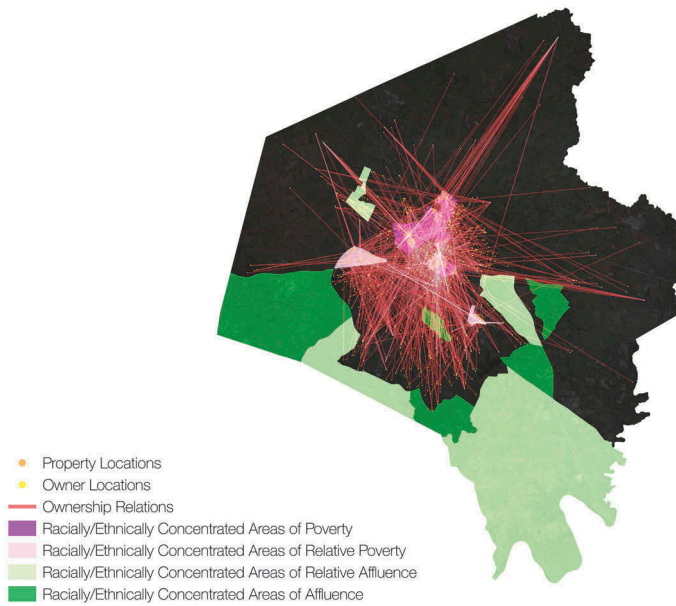 Property Locations
Owner Locations
Ownership Relations
Racially/Ethnically Concentrated Areas of Poverty
Racially/Ethnically Concentrated Areas of Relative Poverty
Racially/Ethnically Concentrated Areas of Relative Affluence
Racially/Ethnically Concentrated Areas of Affluence